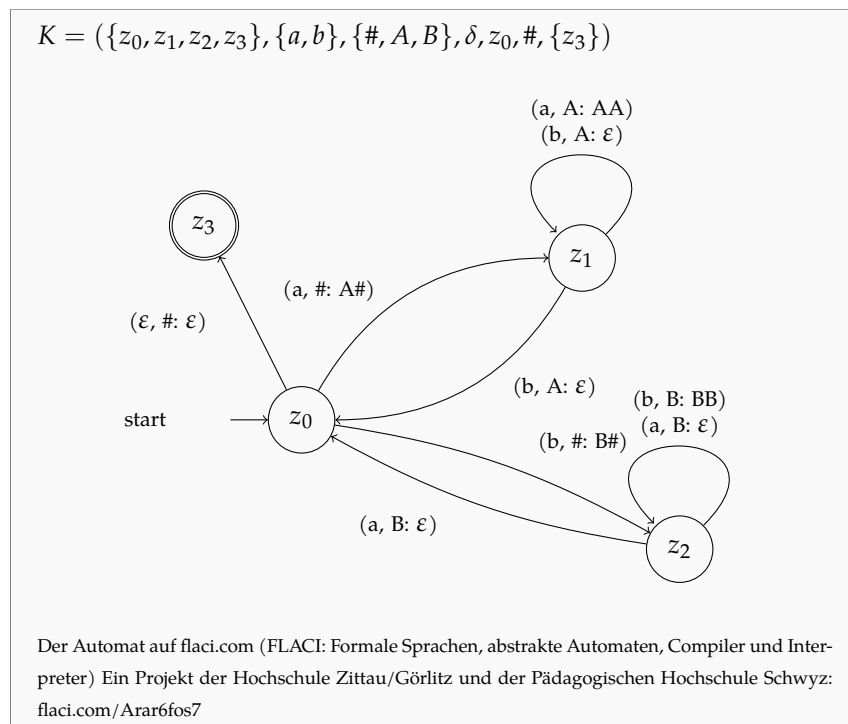 K = ({z₀, z₁, z₂, z₃}, {a, b}, {#, A, B}, δ, z₀, #, {z₃})
(a, A: AA)
(b, A: ε)
z₃
z₁
(a, #: A#)
(ε, #: ε)
(b, A: ε)
start
z₀
(b, B: BB)
(a, B: ε)
(b, #: B#)
(a, B: ε)
z₂
Der Automat auf flaci.com (FLACI: Formale Sprachen, abstrakte Automaten, Compiler und Inter-
preter) Ein Projekt der Hochschule Zittau/Görlitz und der Pädagogischen Hochschule Schwyz:
flaci.com/Arar6fos7